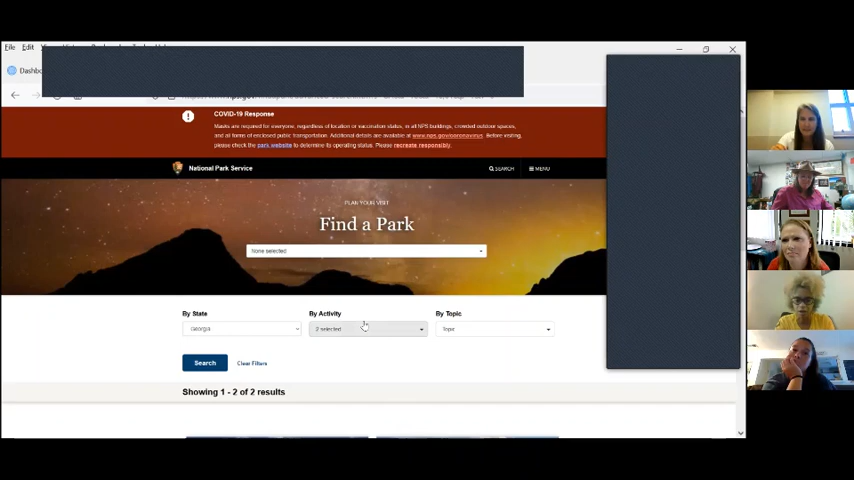 File Edit
Dashbo
COVID-19 Response
Masks are required for everyone, regardless of location or vaccination status, in all NPS buildings, crowded outdoor spaces,
and all forms of enclosed public transportation. Additional details are available at www.nps.gov/coronavirus. Before visiting,
please check the park website to determine its operating status. Please recreate responsibly.
National Park Service
SEARCH
MENU
PLAN YOUR VISIT
Find a Park
None selected
By State
By Activity
By Topic
Georgia
2 selected
Topic
Search
Clear Filters
Showing 1 - 2 of 2 results